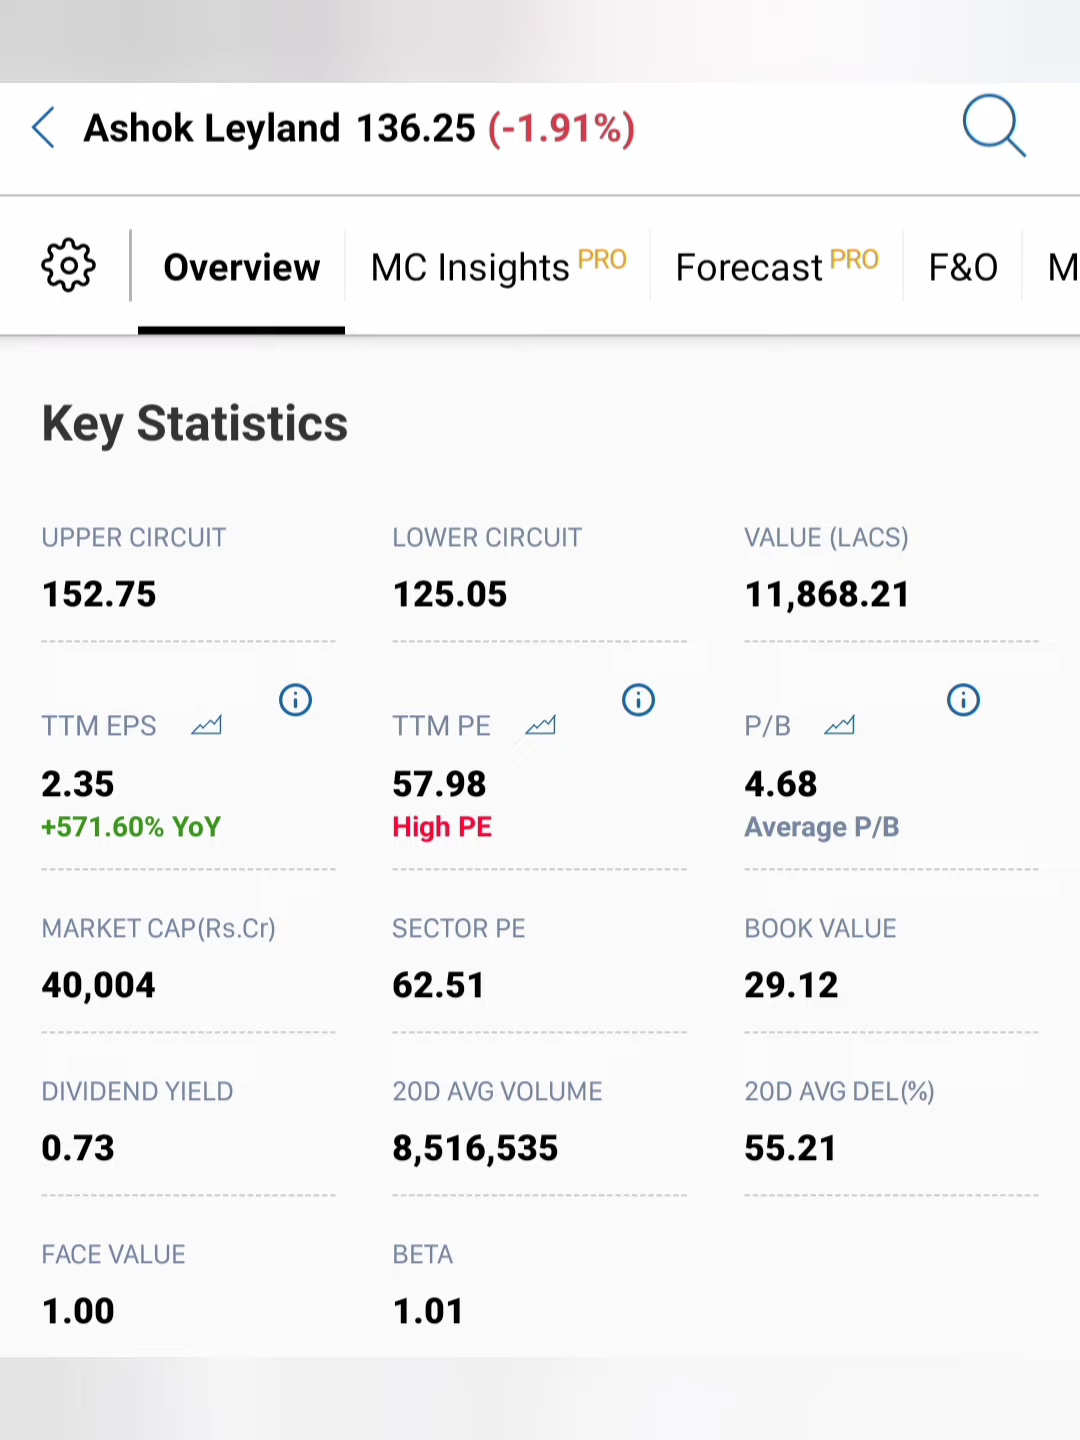 Ashok Leyland 136.25 (-1.91%)
Overview MC Insights PRO Forecast PRO F&O M
Key Statistics
UPPER CIRCUIT LOWER CIRCUIT VALUE (LACS)
152.75 125.05 11,868.21
TTM EPS TTM PE P/B
2.35 57.98 4.68
+571.60% YoY High PE Average P/B
MARKET CAP(Rs.Cr) SECTOR PE BOOK VALUE
40,004 62.51 29.12
DIVIDEND YIELD 20D AVG VOLUME 20D AVG DEL(%)
0.73 8,516,535 55.21
FACE VALUE BETA
1.00 1.01